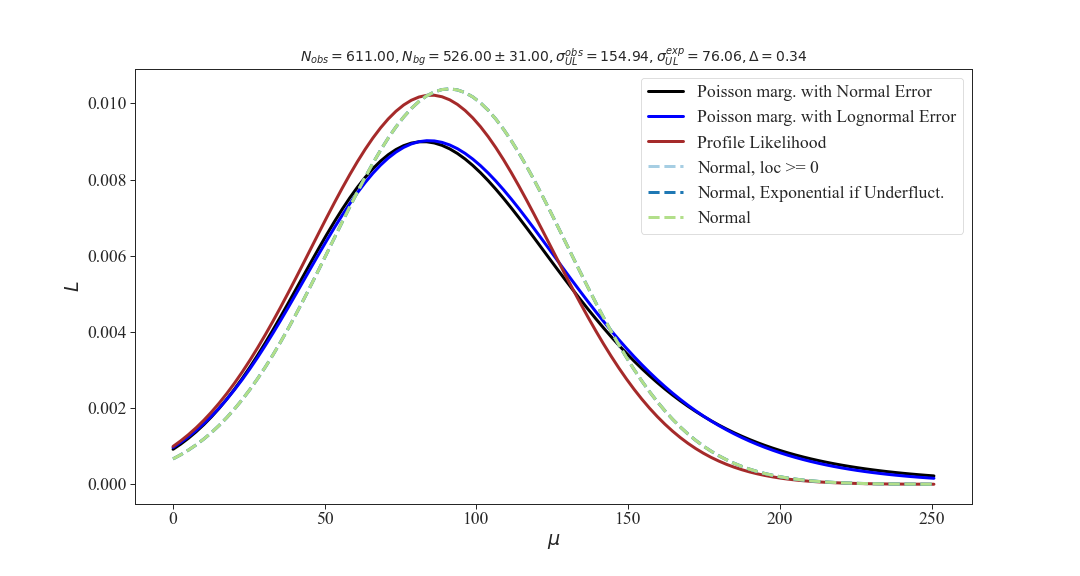 N_{obs} = 611.00, N_{bg} = 526.00 ± 31.00, σ_{UL}^{obs} = 154.94, σ_{UL}^{exp} = 76.06, Δ = 0.34
Poisson marg. with Normal Error
Poisson marg. with Lognormal Error
Profile Likelihood
Normal, loc >= 0
Normal, Exponential if Underfluct.
Normal
0.010
0.008
0.006
0.004
0.002
0.000
L
0 50 100 150 200 250
μ